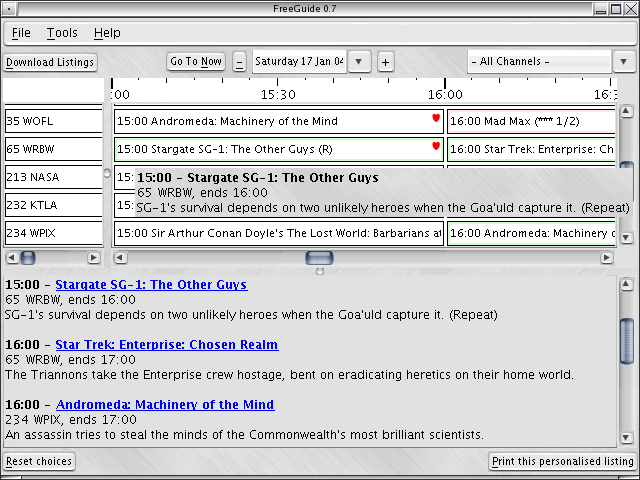 FreeGuide 0.7
File Tools Help
Download Listings Go To Now – Saturday 17 Jan 04 + – All Channels –
:00 15:30 16:00 16:3
35 WOFL 15:00 Andromeda: Machinery of the Mind 16:00 Mad Max (*** 1/2)
65 WRBW 15:00 Stargate SG-1: The Other Guys (R) 16:00 Star Trek: Enterprise: Ch
213 NASA 15:
15:00 – Stargate SG-1: The Other Guys
65 WRBW, ends 16:00
232 KTLA 15:
SG-1's survival depends on two unlikely heroes when the Goa'uld capture it. (Repeat)
234 WPIX 15:00 Sir Arthur Conan Doyle's The Lost World: Barbarians at 16:00 Andromeda: Machinery o
15:00 – Stargate SG-1: The Other Guys
65 WRBW, ends 16:00
SG-1's survival depends on two unlikely heroes when the Goa'uld capture it. (Repeat)
16:00 – Star Trek: Enterprise: Chosen Realm
65 WRBW, ends 17:00
The Triannons take the Enterprise crew hostage, bent on eradicating heretics on their home world.
16:00 – Andromeda: Machinery of the Mind
234 WPIX, ends 17:00
An assassin tries to steal the minds of the Commonwealth's most brilliant scientists.
Reset choices Print this personalised listing